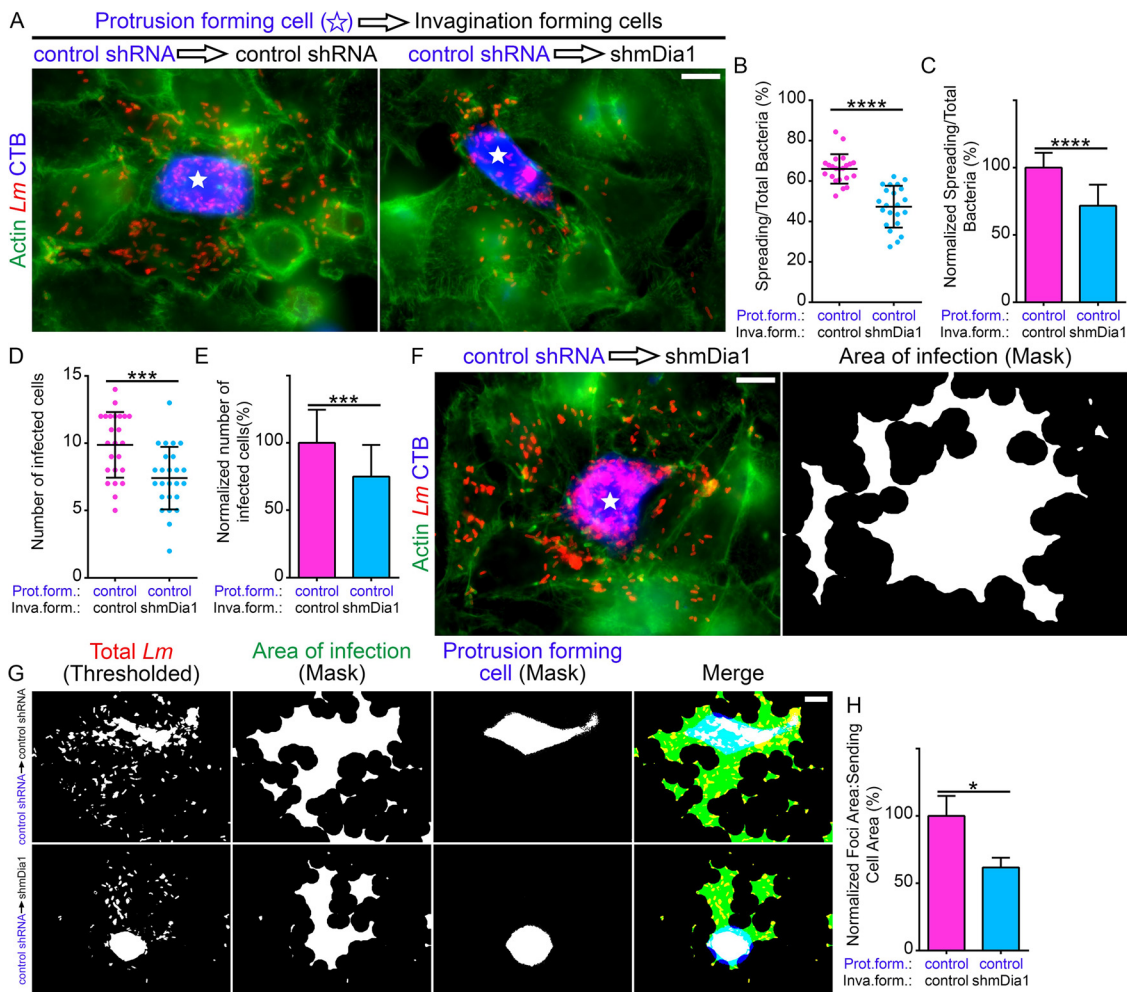 A
Protrusion forming cell (☆) ⇒ Invagination forming cells
control shRNA ⇒ control shRNA
control shRNA ⇒ shmDia1
Actin Lm CTB
B
Spreading/Total Bacteria (%)
100
80
60
40
20
0
****
Prot.form.: control control
Inva.form.: control shmDia1
C
Normalized Spreading/Total
Bacteria (%)
100
50
0
****
Prot.form.: control control
Inva.form.: control shmDia1
D
Number of infected cells
15
10
5
0
***
Prot.form.: control control
Inva.form.: control shmDia1
E
Normalized number of
infected cells(%)
100
50
0
***
Prot.form.: control control
Inva.form.: control shmDia1
F
control shRNA ⇒ shmDia1
Area of infection (Mask)
Actin Lm CTB
G
Total Lm
(Thresholded)
Area of infection
(Mask)
Protrusion forming
cell (Mask)
Merge
control shRNA → control shRNA
control shRNA → shmDia1
H
Normalized Foci Area:Sending
Cell Area (%)
100
50
0
*
Prot.form.: control control
Inva.form.: control shmDia1